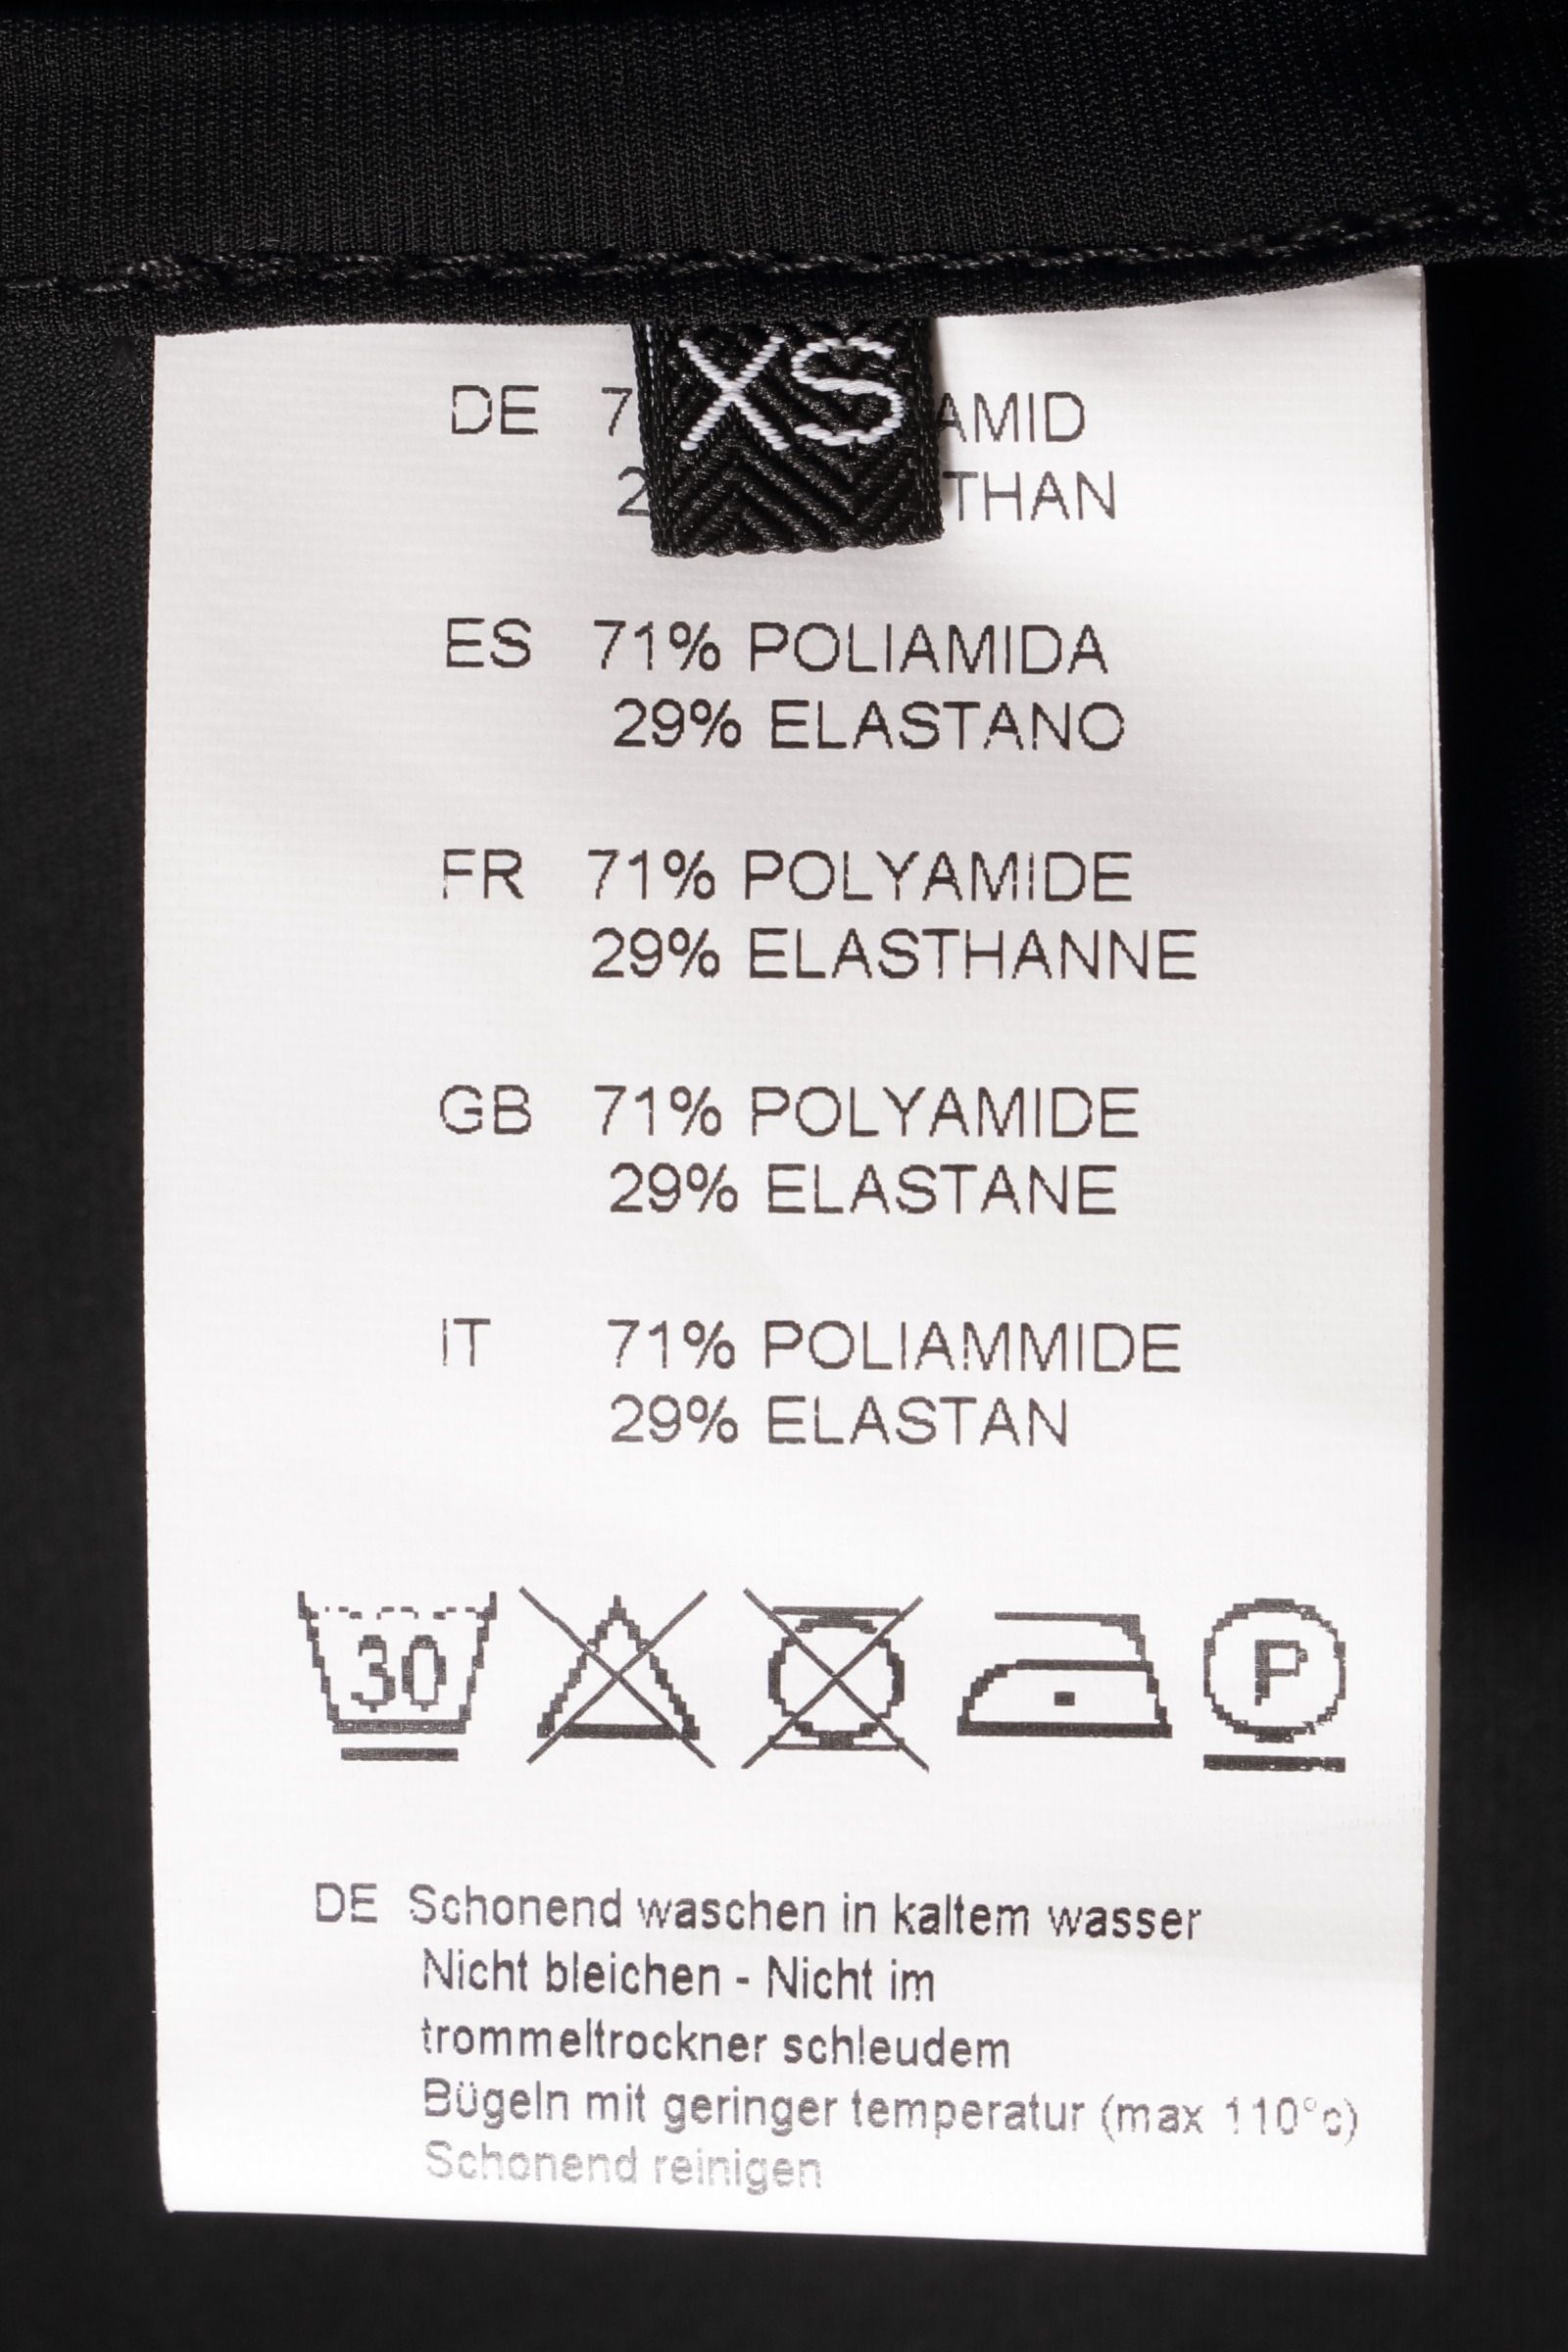 XS
DE 7 AMID
2 THAN
ES 71% POLIAMIDA
29% ELASTANO
FR 71% POLYAMIDE
29% ELASTHANNE
GB 71% POLYAMIDE
29% ELASTANE
IT 71% POLIAMMIDE
29% ELASTAN
30 P
DE Schonend waschen in kaltem wasser
Nicht bleichen - Nicht im
trommeltrockner schleudem
Bügeln mit geringer temperatur (max 110°c)
Schonend reinigen